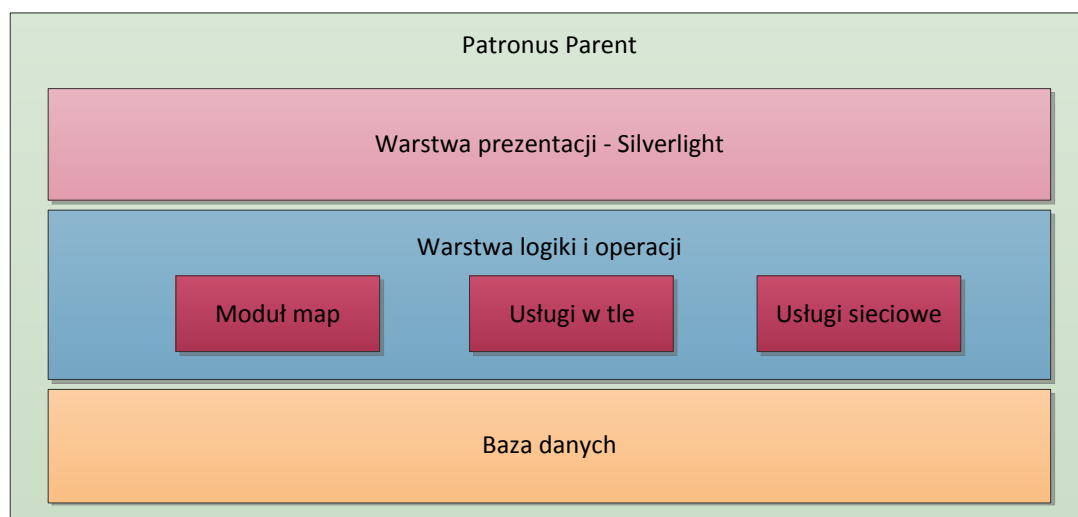 Patronus Parent
Warstwa prezentacji - Silverlight
Warstwa logiki i operacji
Moduł map
Usługi w tle
Usługi sieciowe
Baza danych